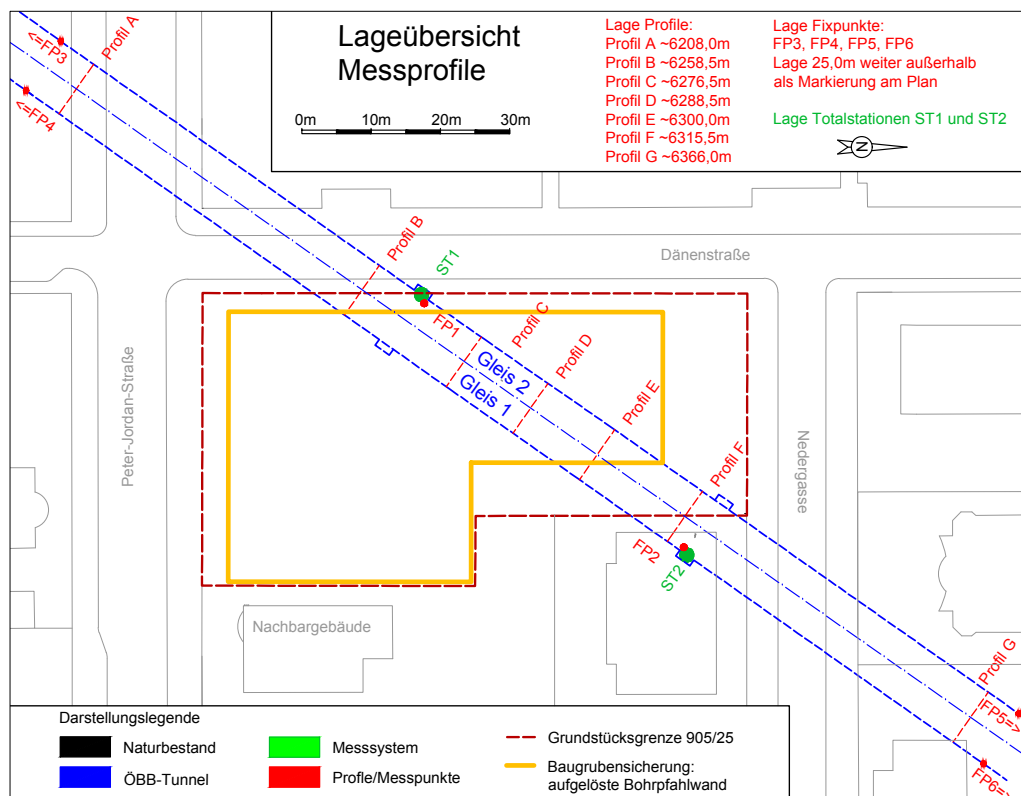 Lageübersicht
Messprofile
0m 10m 20m 30m
Lage Profile:
Profil A ~6208,0m
Profil B ~6258,5m
Profil C ~6276,5m
Profil D ~6288,5m
Profil E ~6300,0m
Profil F ~6315,5m
Profil G ~6366,0m
Lage Fixpunkte:
FP3, FP4, FP5, FP6
Lage 25,0m weiter außerhalb
als Markierung am Plan
Lage Totalstationen ST1 und ST2
N
<=FP3
Profil A
<=FP4
Profil B
ST1
Dänenstraße
FP1
Profil C
Gleis 2
Gleis 1
Profil D
Profil E
Peter-Jordan-Straße
Nedergasse
Profil F
FP2
ST2
Nachbargebäude
Profil G
FP5=>
FP6=>
Darstellungslegende
Naturbestand
ÖBB-Tunnel
Messsystem
Profle/Messpunkte
Grundstücksgrenze 905/25
Baugrubensicherung:
aufgelöste Bohrpfahlwand